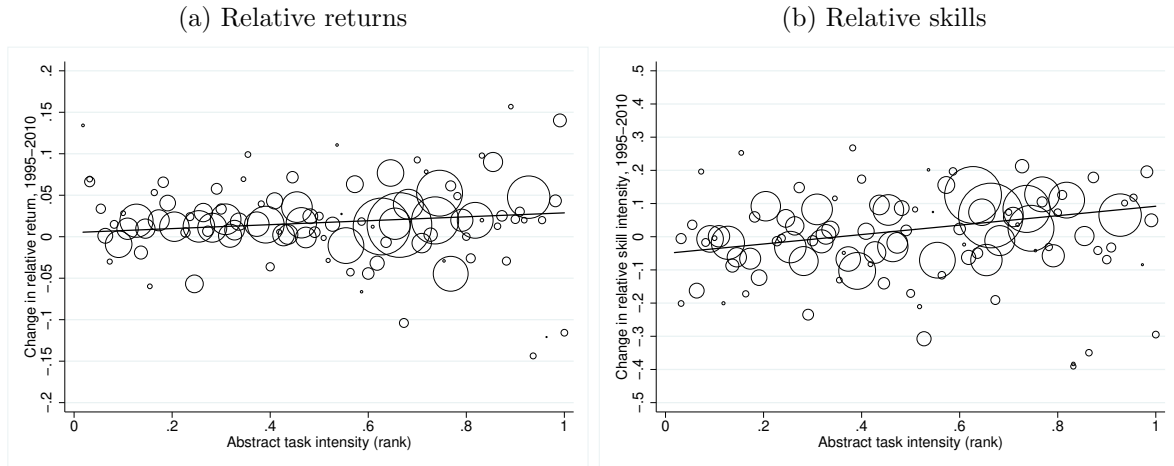 (a) Relative returns
(b) Relative skills
Change in relative return, 1995−2010
.2
.15
.1
.05
0
−.05
−.1
−.15
−.2
0 .2 .4 .6 .8 1
Abstract task intensity (rank)
Change in relative skill intensity, 1995−2010
.5
.4
.3
.2
.1
0
−.1
−.2
−.3
−.4
−.5
0 .2 .4 .6 .8 1
Abstract task intensity (rank)